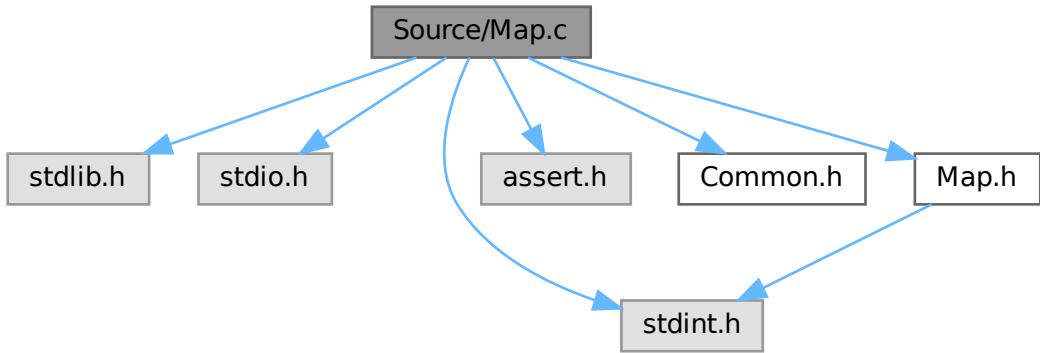 Source/Map.c
stdlib.h
stdio.h
assert.h
Common.h
Map.h
stdint.h